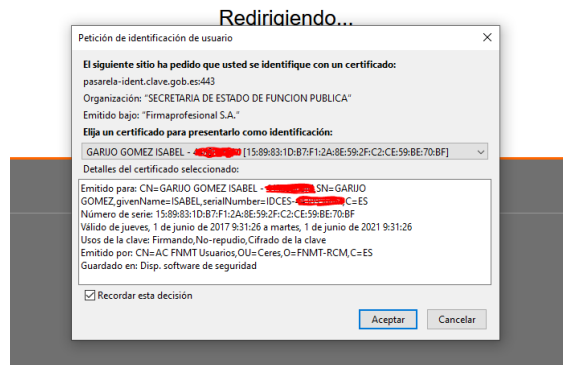 Redirigiendo...
Petición de identificación de usuario
El siguiente sitio ha pedido que usted se identifique con un certificado:
pasarela-ident.clave.gob.es:443
Organización: "SECRETARIA DE ESTADO DE FUNCION PUBLICA"
Emitido bajo: "Firmaprofesional S.A."
Elija un certificado para presentarlo como identificación:
GARIJO GOMEZ ISABEL - [15:89:83:1D:B7:F1:2A:8E:59:2F:C2:CE:59:BE:70:BF]
Detalles del certificado seleccionado:
Emitido para: CN=GARIJO GOMEZ ISABEL - ,SN=GARIJO
GOMEZ,givenName=ISABEL,serialNumber=IDCES- ,C=ES
Número de serie: 15:89:83:1D:B7:F1:2A:8E:59:2F:C2:CE:59:BE:70:BF
Válido de jueves, 1 de junio de 2017 9:31:26 a martes, 1 de junio de 2021 9:31:26
Usos de la clave: Firmando,No-repudio,Cifrado de la clave
Emitido por: CN=AC FNMT Usuarios,OU=Ceres,O=FNMT-RCM,C=ES
Guardado en: Disp. software de seguridad
Recordar esta decisión
Aceptar Cancelar